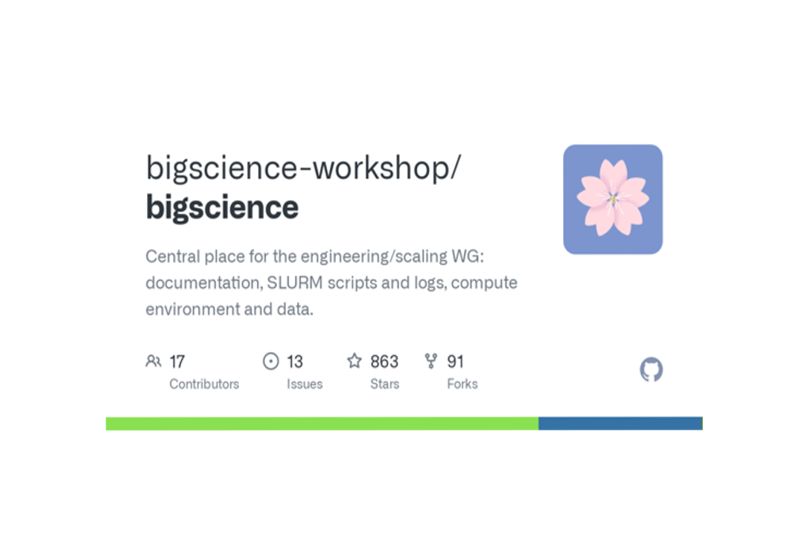 bigscience-workshop/
bigscience
Central place for the engineering/scaling WG:
documentation, SLURM scripts and logs, compute
environment and data.
17 13 863 91
Contributors Issues Stars Forks